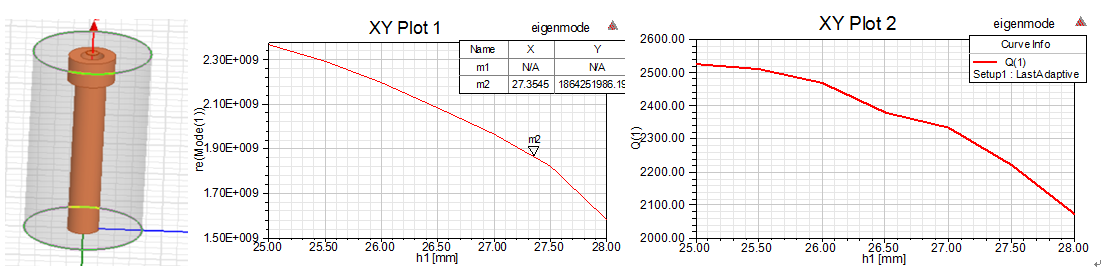 XY Plot 1
eigenmode
Name X Y
m1 N/A N/A
m2 27.3545 1864251986.19
m2
2.30E+009
2.10E+009
1.90E+009
1.70E+009
1.50E+009
re(Mode(1))
25.00 25.50 26.00 26.50 27.00 27.50 28.00
h1 [mm]
XY Plot 2
eigenmode
Curve Info
Q(1)
Setup1 : LastAdaptive
2600.00
2500.00
2400.00
2300.00
2200.00
2100.00
2000.00
Q(1)
25.00 25.50 26.00 26.50 27.00 27.50 28.00
h1 [mm]